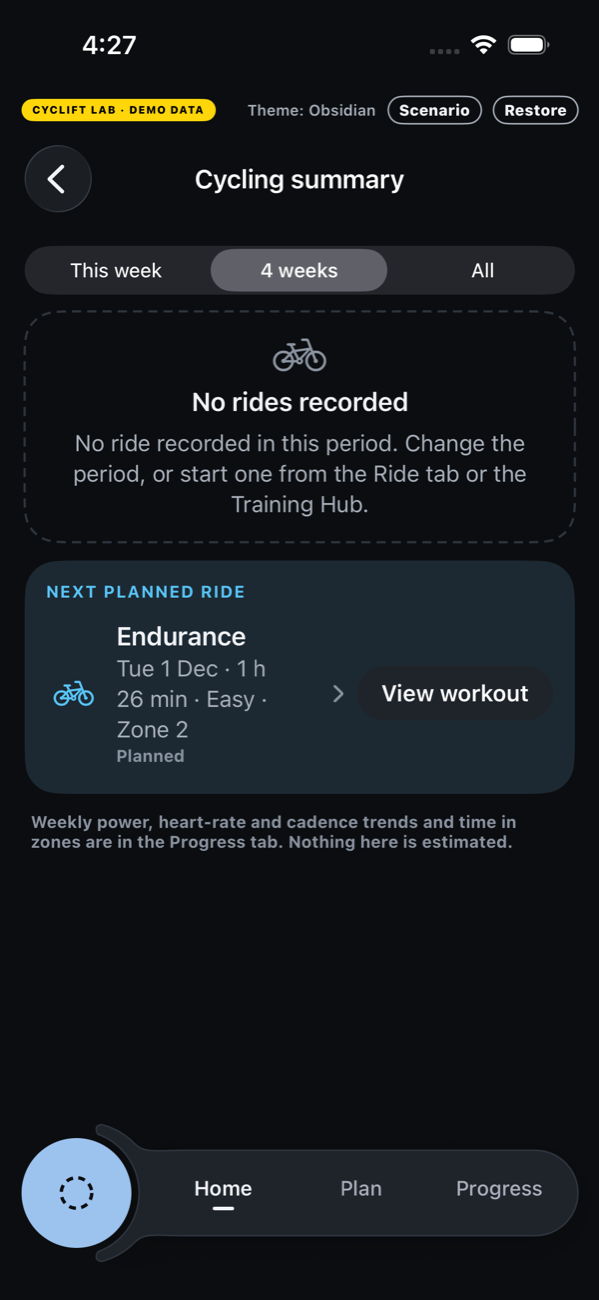 4:27
CYCLIFT LAB · DEMO DATA
Theme: Obsidian
Scenario
Restore
Cycling summary
This week
4 weeks
All
No rides recorded
No ride recorded in this period. Change the
period, or start one from the Ride tab or the
Training Hub.
NEXT PLANNED RIDE
Endurance
Tue 1 Dec · 1 h
26 min · Easy ·
Zone 2
Planned
View workout
Weekly power, heart-rate and cadence trends and time in
zones are in the Progress tab. Nothing here is estimated.
Home
Plan
Progress